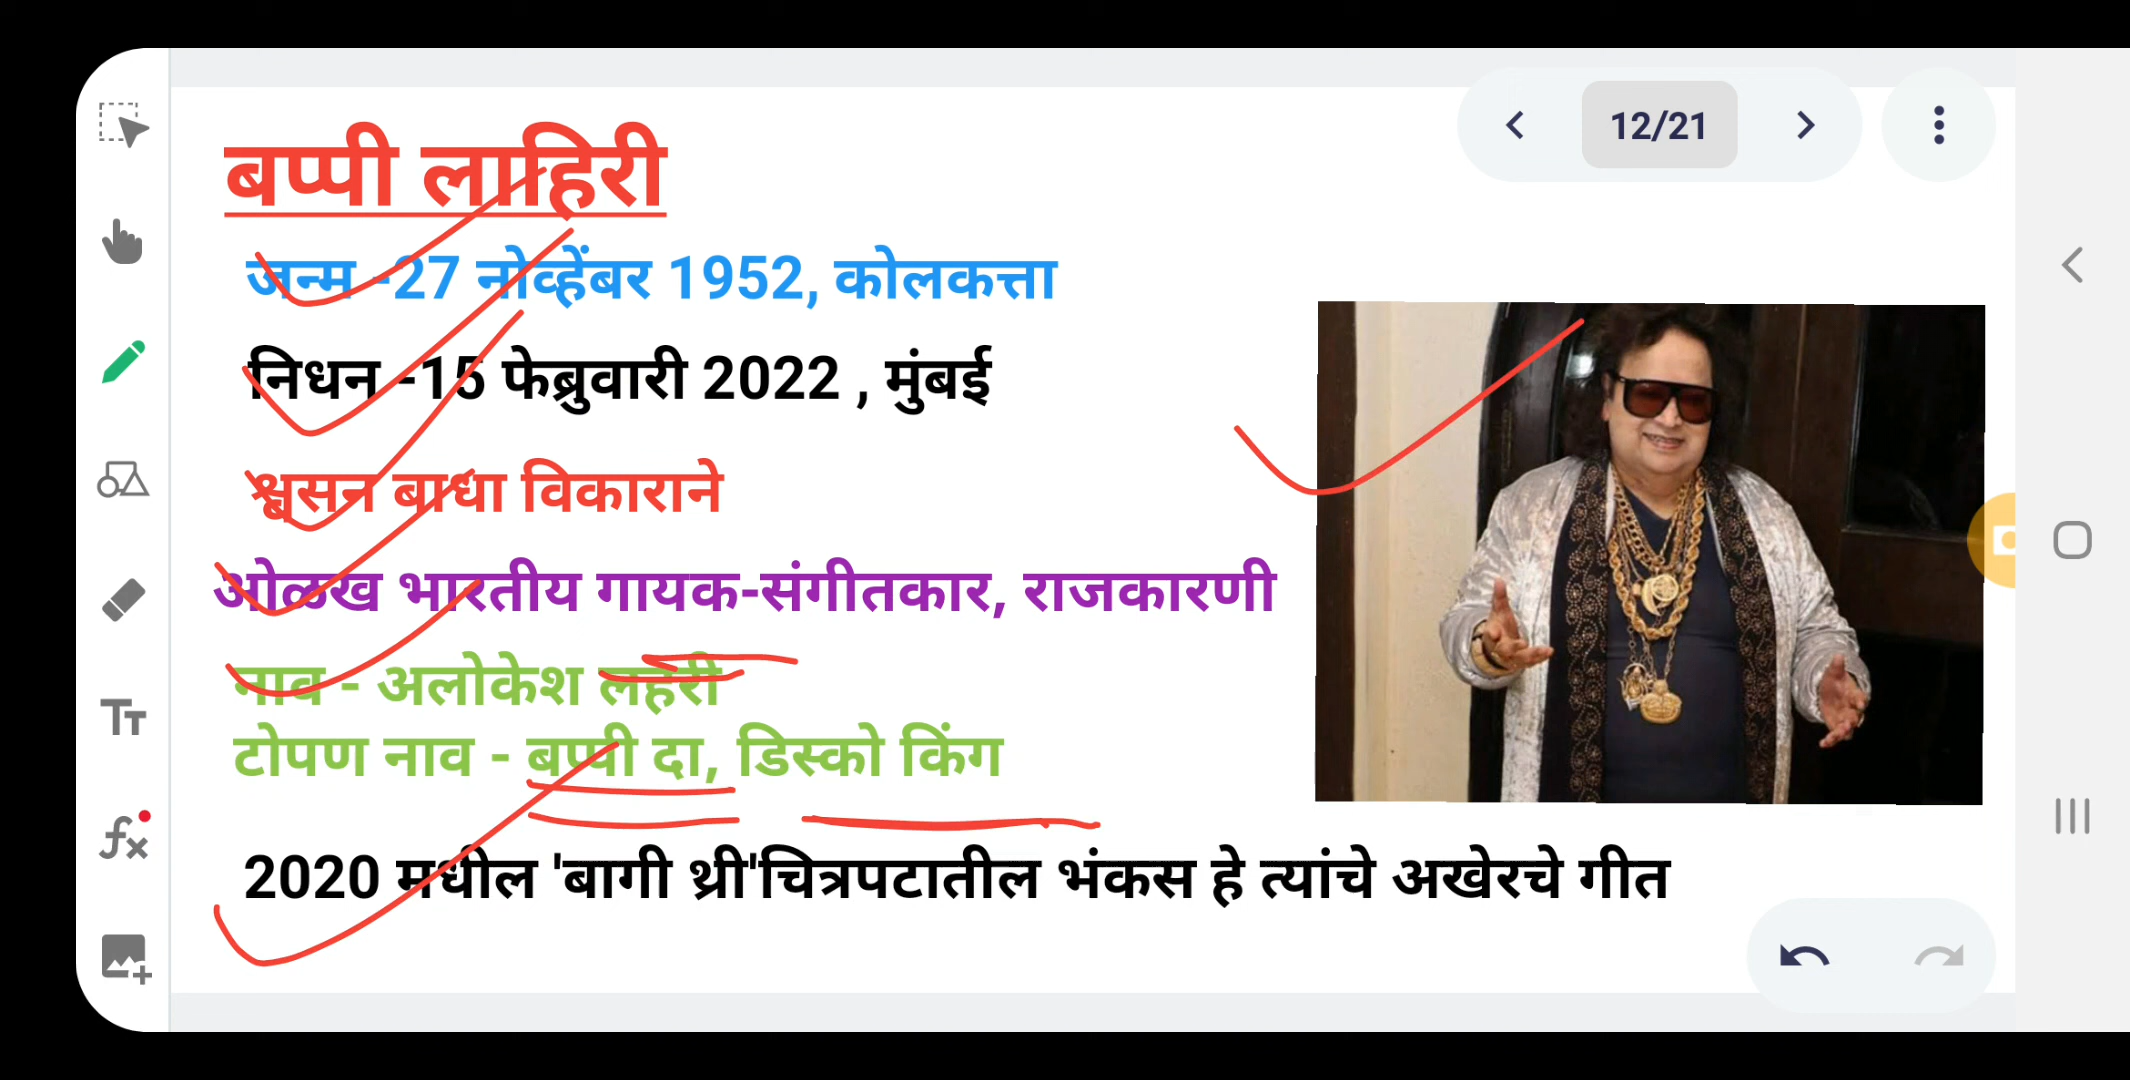 12/21
बप्पी लाहिरी
जन्म -27 नोव्हेंबर 1952, कोलकत्ता
निधन -15 फेब्रुवारी 2022 , मुंबई
श्वसन बाधा विकाराने
ओळख भारतीय गायक-संगीतकार, राजकारणी
नाव - अलोकेश लहरी
टोपण नाव - बप्पी दा, डिस्को किंग
2020 मधील 'बागी थ्री'चित्रपटातील भंकस हे त्यांचे अखेरचे गीत